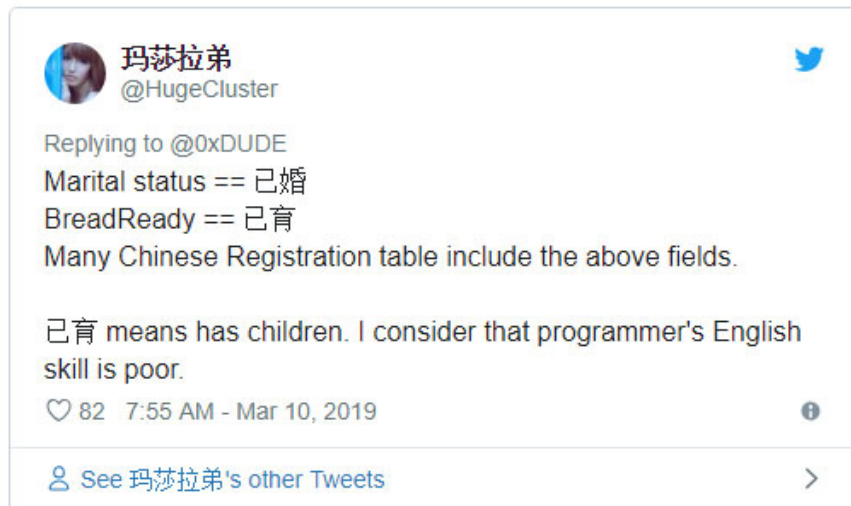 玛莎拉弟
@HugeCluster
Replying to @0xDUDE
Marital status == 已婚
BreadReady == 已育
Many Chinese Registration table include the above fields.
已育 means has children. I consider that programmer's English
skill is poor.
82 7:55 AM - Mar 10, 2019
See 玛莎拉弟's other Tweets